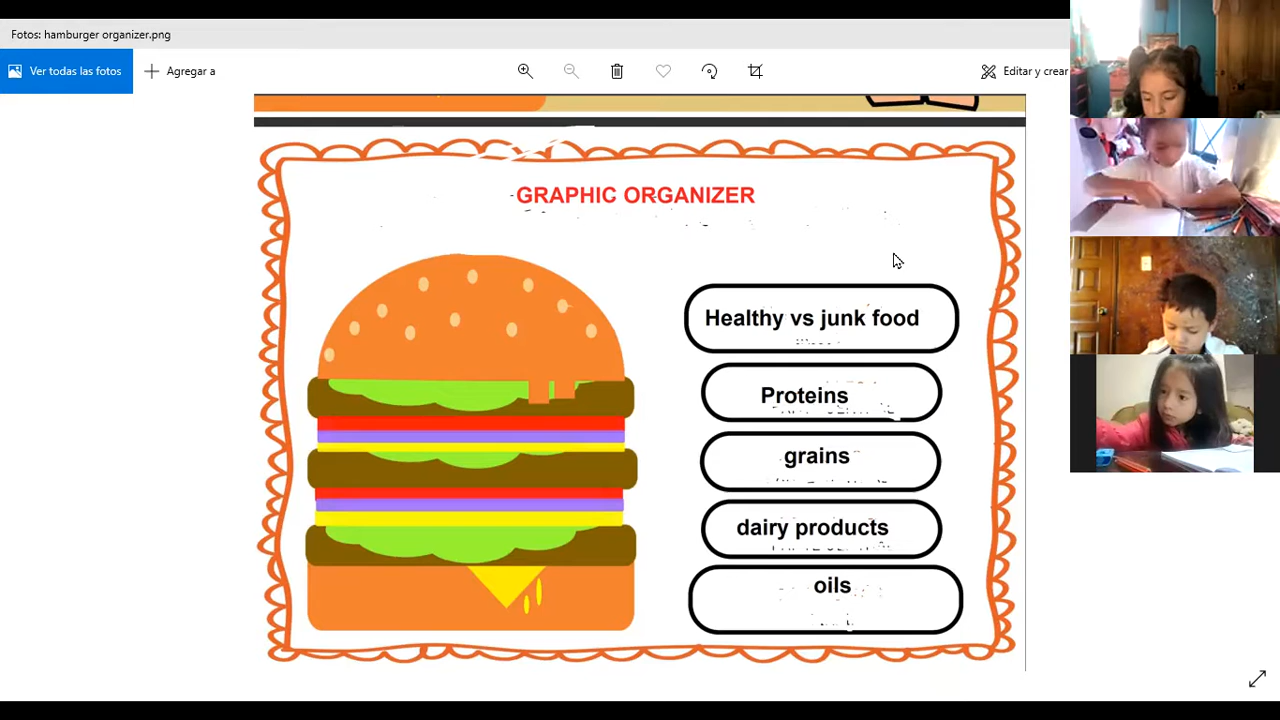 Fotos: hamburger organizer.png
Ver todas las fotos
Agregar a
Editar y crear
GRAPHIC ORGANIZER
Healthy vs junk food
Proteins
grains
dairy products
oils